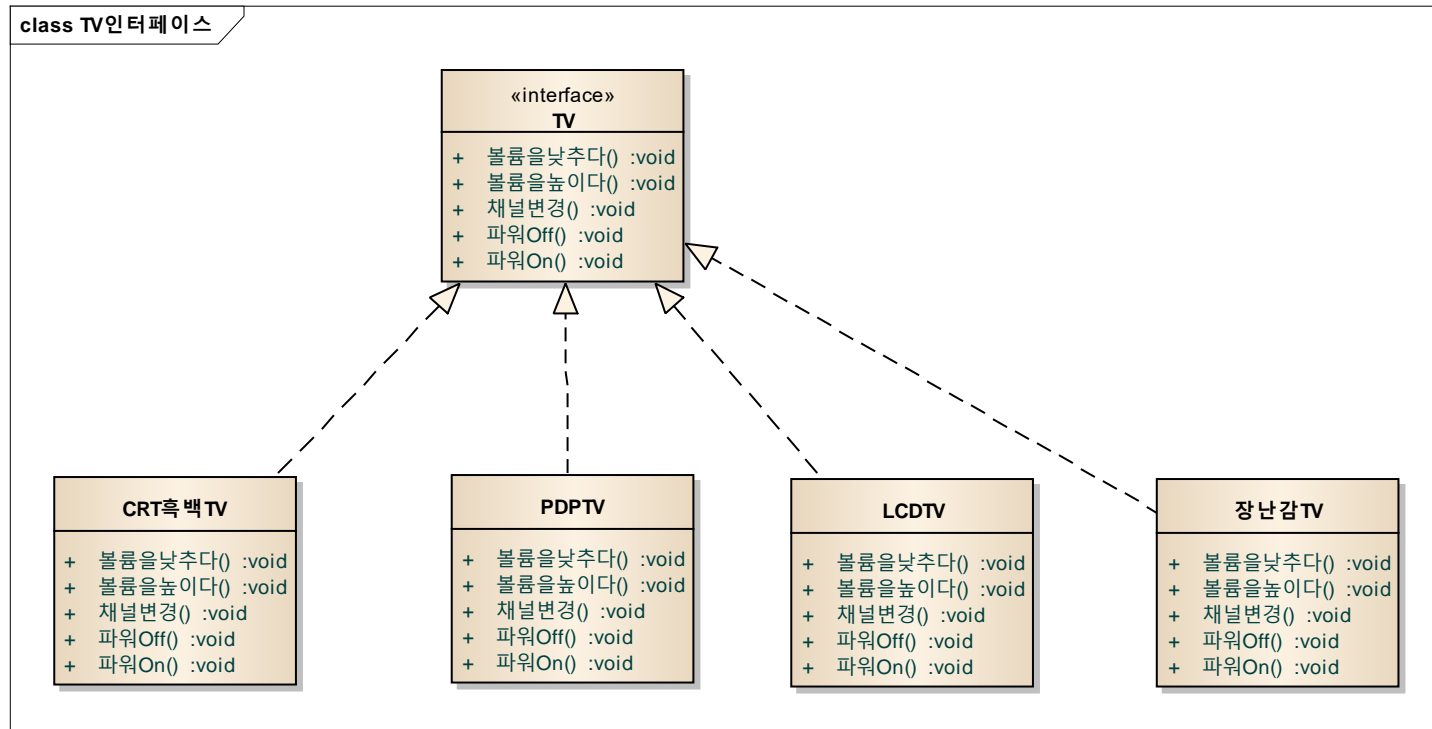 class TV인터페이스
«interface»
TV
+ 볼륨을낮추다() :void
+ 볼륨을높이다() :void
+ 채널변경() :void
+ 파워Off() :void
+ 파워On() :void
CRT흑백TV
+ 볼륨을낮추다() :void
+ 볼륨을높이다() :void
+ 채널변경() :void
+ 파워Off() :void
+ 파워On() :void
PDPTV
+ 볼륨을낮추다() :void
+ 볼륨을높이다() :void
+ 채널변경() :void
+ 파워Off() :void
+ 파워On() :void
LCDTV
+ 볼륨을낮추다() :void
+ 볼륨을높이다() :void
+ 채널변경() :void
+ 파워Off() :void
+ 파워On() :void
장난감TV
+ 볼륨을낮추다() :void
+ 볼륨을높이다() :void
+ 채널변경() :void
+ 파워Off() :void
+ 파워On() :void